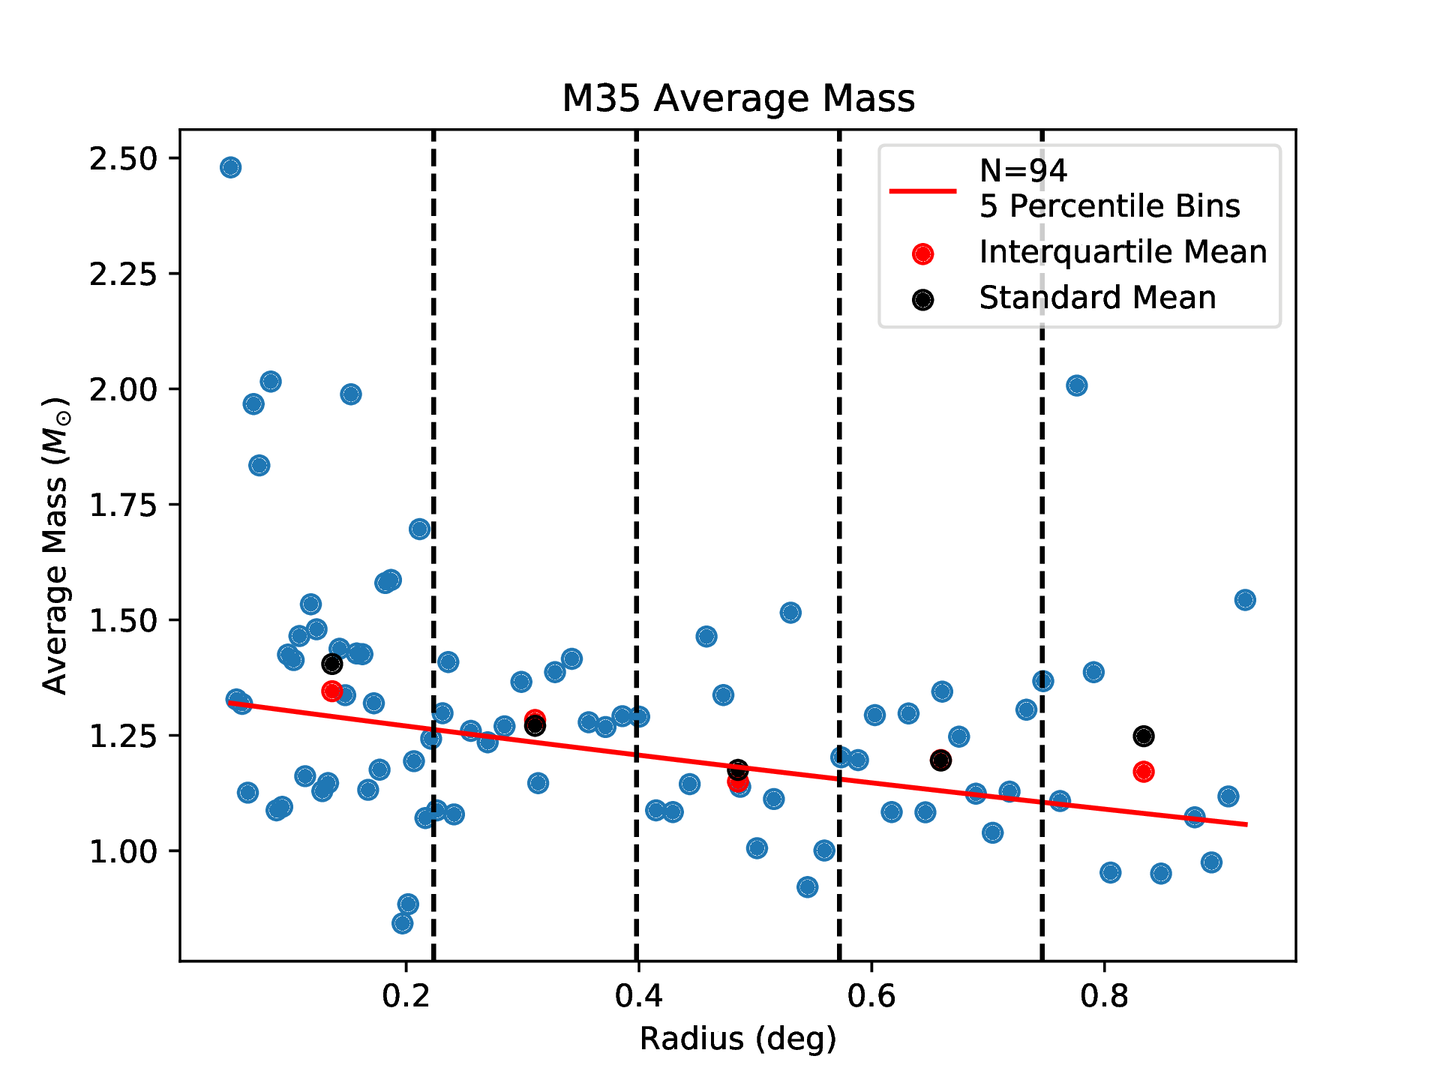 M35 Average Mass
N=94
5 Percentile Bins
Interquartile Mean
Standard Mean
2.50
2.25
2.00
1.75
1.50
1.25
1.00
Average Mass (M⊙)
0.2 0.4 0.6 0.8
Radius (deg)